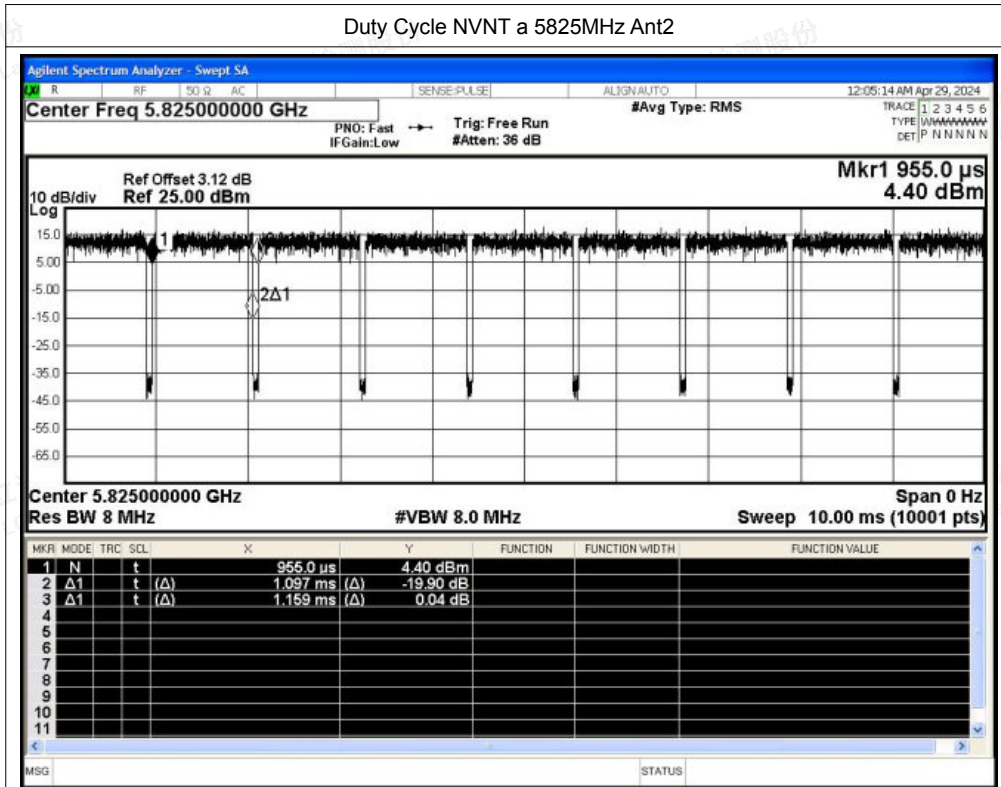 Duty Cycle NVNT a 5825MHz Ant2
Agilent Spectrum Analyzer - Swept SA
LXI R RF 50 Ω AC SENSE:PULSE ALIGNAUTO 12:05:14 AM Apr 29, 2024
Center Freq 5.825000000 GHz #Avg Type: RMS TRACE 1 2 3 4 5 6
PNO: Fast Trig: Free Run TYPE WWWWWW
IFGain:Low #Atten: 36 dB DET P N N N N N
Mkr1 955.0 µs
Ref Offset 3.12 dB
10 dB/div Ref 25.00 dBm 4.40 dBm
Log
15.0
1
5.00
-5.00
2Δ1
-15.0
-25.0
-35.0
-45.0
-55.0
-65.0
Center 5.825000000 GHz Span 0 Hz
Res BW 8 MHz #VBW 8.0 MHz Sweep 10.00 ms (10001 pts)
MKR MODE TRC SCL X Y FUNCTION FUNCTION WIDTH FUNCTION VALUE
1 N t 955.0 µs 4.40 dBm
2 Δ1 t (Δ) 1.097 ms (Δ) -19.90 dB
3 Δ1 t (Δ) 1.159 ms (Δ) 0.04 dB
4
5
6
7
8
9
10
11
MSG STATUS